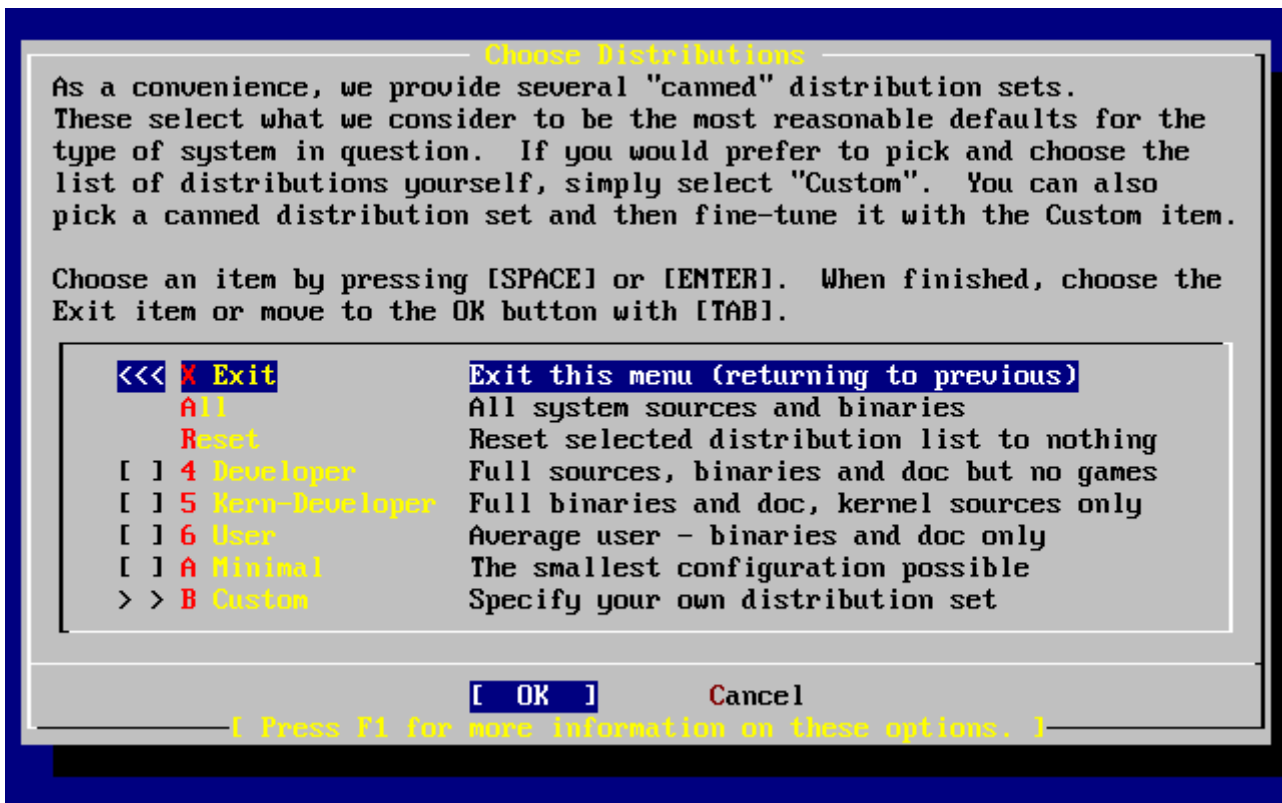 Choose Distributions
As a convenience, we provide several "canned" distribution sets.
These select what we consider to be the most reasonable defaults for the
type of system in question.  If you would prefer to pick and choose the
list of distributions yourself, simply select "Custom".  You can also
pick a canned distribution set and then fine-tune it with the Custom item.
Choose an item by pressing [SPACE] or [ENTER].  When finished, choose the
Exit item or move to the OK button with [TAB].
<<< X Exit Exit this menu (returning to previous)
All All system sources and binaries
Reset Reset selected distribution list to nothing
[ ] 4 Developer Full sources, binaries and doc but no games
[ ] 5 Kern-Developer Full binaries and doc, kernel sources only
[ ] 6 User Average user - binaries and doc only
[ ] A Minimal The smallest configuration possible
> > B Custom Specify your own distribution set
[ OK ] Cancel
[ Press F1 for more information on these options. ]